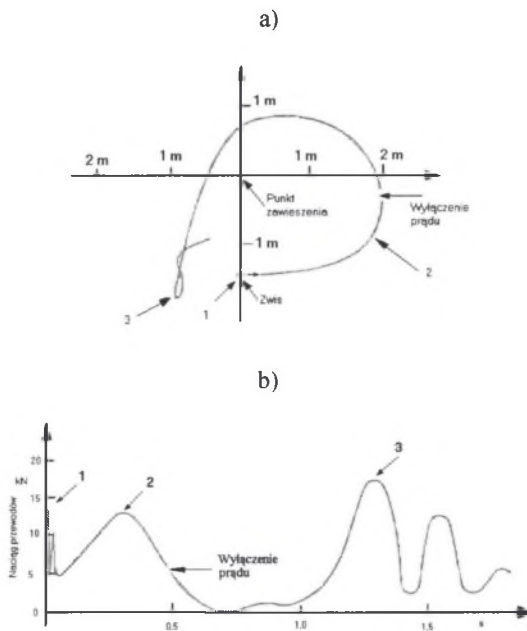 a)
1 m
2 m
1 m
1 m
2 m
Punkt
zawieszenia
Wyłączenie
prądu
1 m
2
3
1
Zwis
b)
Naciąg przewodów
kN
20
15
10
5
0
1
2
3
Wyłączenie
prądu
0,5
1,0
1,5
s